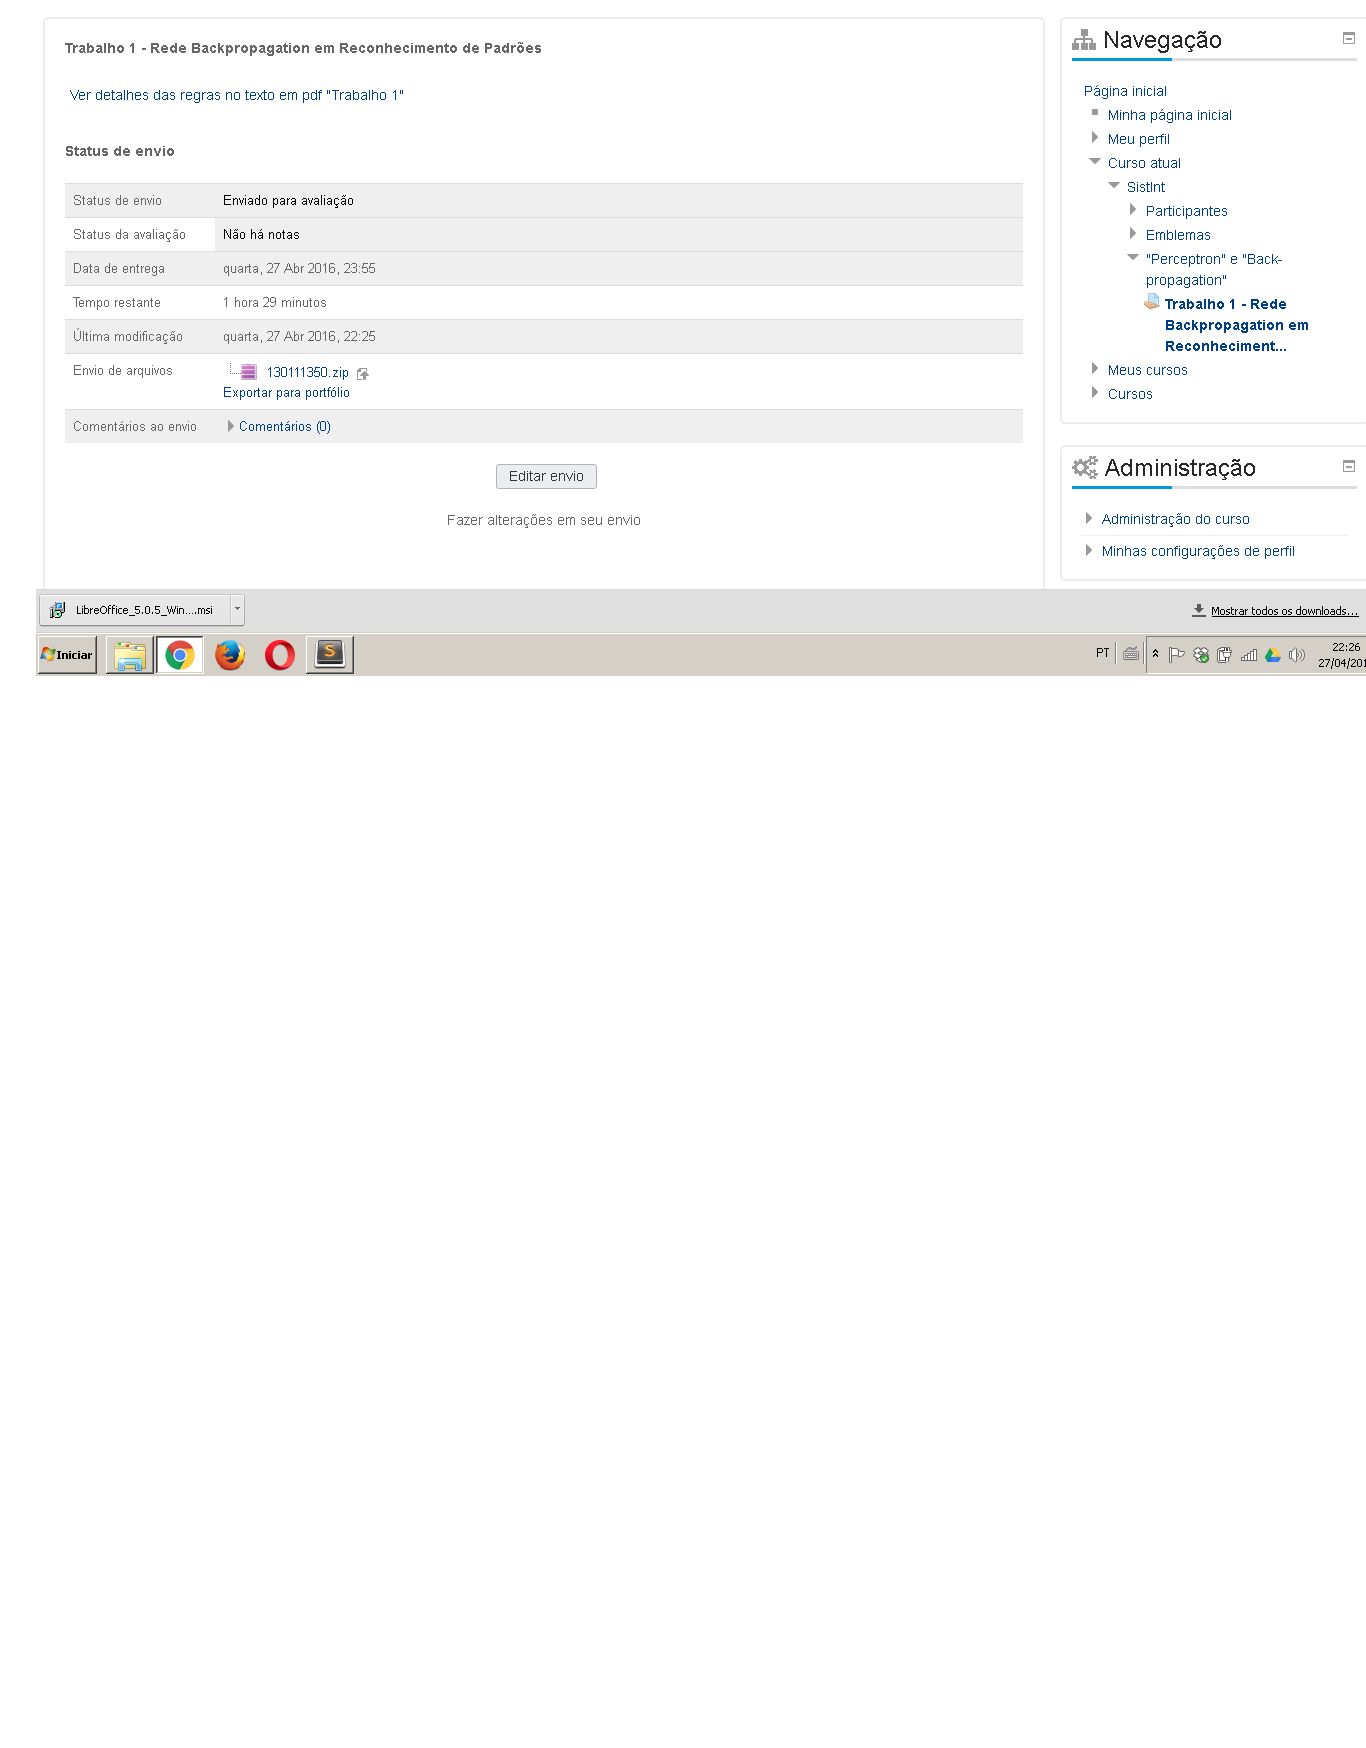 Trabalho 1 - Rede Backpropagation em Reconhecimento de Padrões
Ver detalhes das regras no texto em pdf "Trabalho 1"
Status de envio
Status de envio Enviado para avaliação
Status da avaliação Não há notas
Data de entrega quarta, 27 Abr 2016, 23:55
Tempo restante 1 hora 29 minutos
Última modificação quarta, 27 Abr 2016, 22:25
Envio de arquivos 130111350.zip
Exportar para portfólio
Comentários ao envio Comentários (0)
Editar envio
Fazer alterações em seu envio
Navegação
Página inicial
Minha página inicial
Meu perfil
Curso atual
SistInt
Participantes
Emblemas
"Perceptron" e "Back-
propagation"
Trabalho 1 - Rede
Backpropagation em
Reconheciment...
Meus cursos
Cursos
Administração
Administração do curso
Minhas configurações de perfil
LibreOffice_5.0.5_Win....msi
Mostrar todos os downloads...
Iniciar
PT
22:26
27/04/201